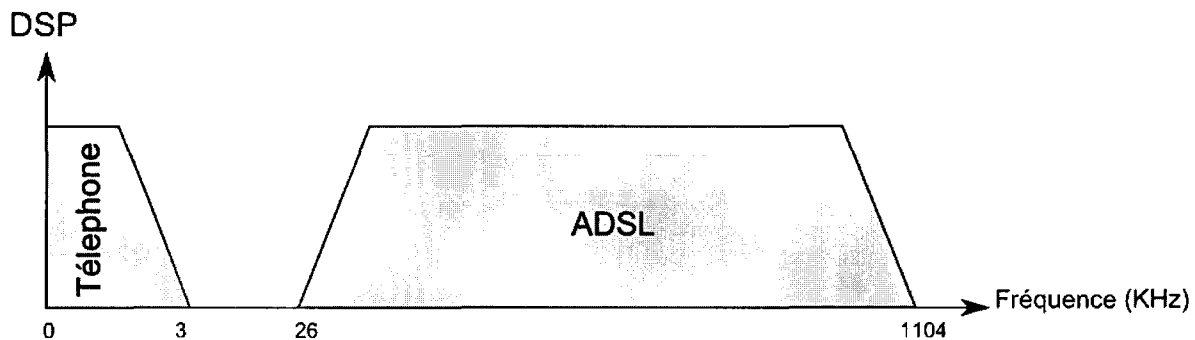 DSP
Télephone
ADSL
Fréquence (KHz)
0
3
26
1104